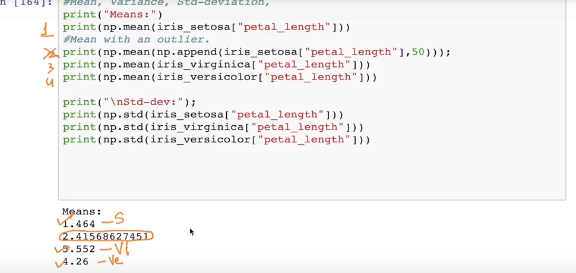 n [164]: #Mean, Variance, Std-deviation,
print("Means:")
1 print(np.mean(iris_setosa["petal_length"]))
#Mean with an outlier.
2 print(np.mean(np.append(iris_setosa["petal_length"],50)));
3 print(np.mean(iris_virginica["petal_length"]))
4 print(np.mean(iris_versicolor["petal_length"]))
print("\nStd-dev:");
print(np.std(iris_setosa["petal_length"]))
print(np.std(iris_virginica["petal_length"]))
print(np.std(iris_versicolor["petal_length"]))
Means:
1.464 – S
2.41568627451
5.552 – Vi
4.26 – Ve